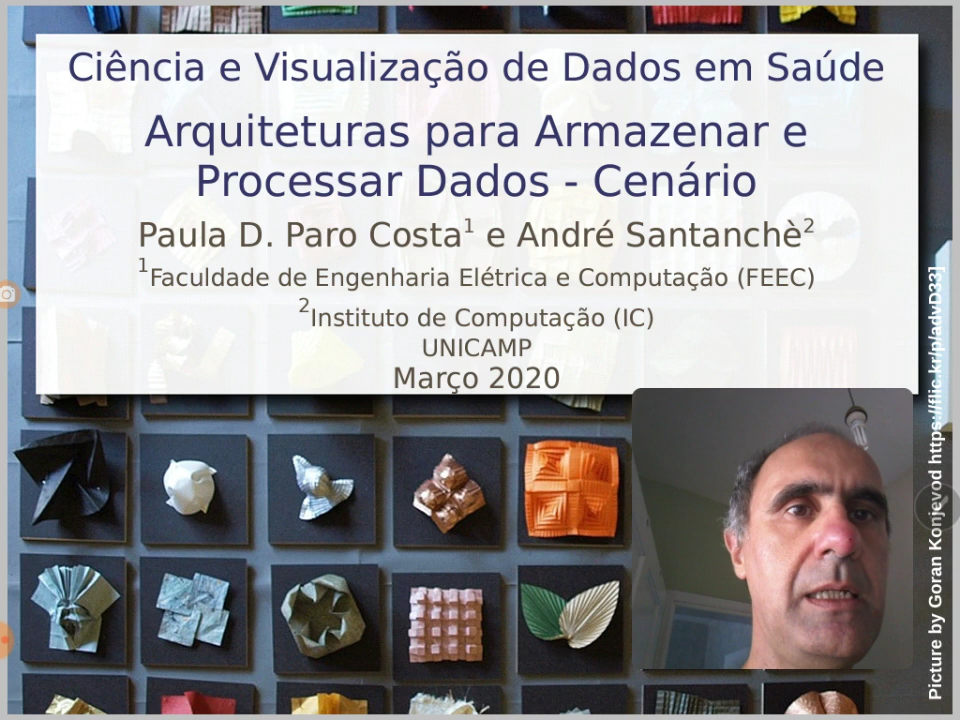 Ciência e Visualização de Dados em Saúde
Arquiteturas para Armazenar e
Processar Dados - Cenário
Paula D. Paro Costa¹ e André Santanchè²
¹Faculdade de Engenharia Elétrica e Computação (FEEC)
²Instituto de Computação (IC)
UNICAMP
Março 2020
Picture by Goran Konjevod https://flic.kr/p/advD33]